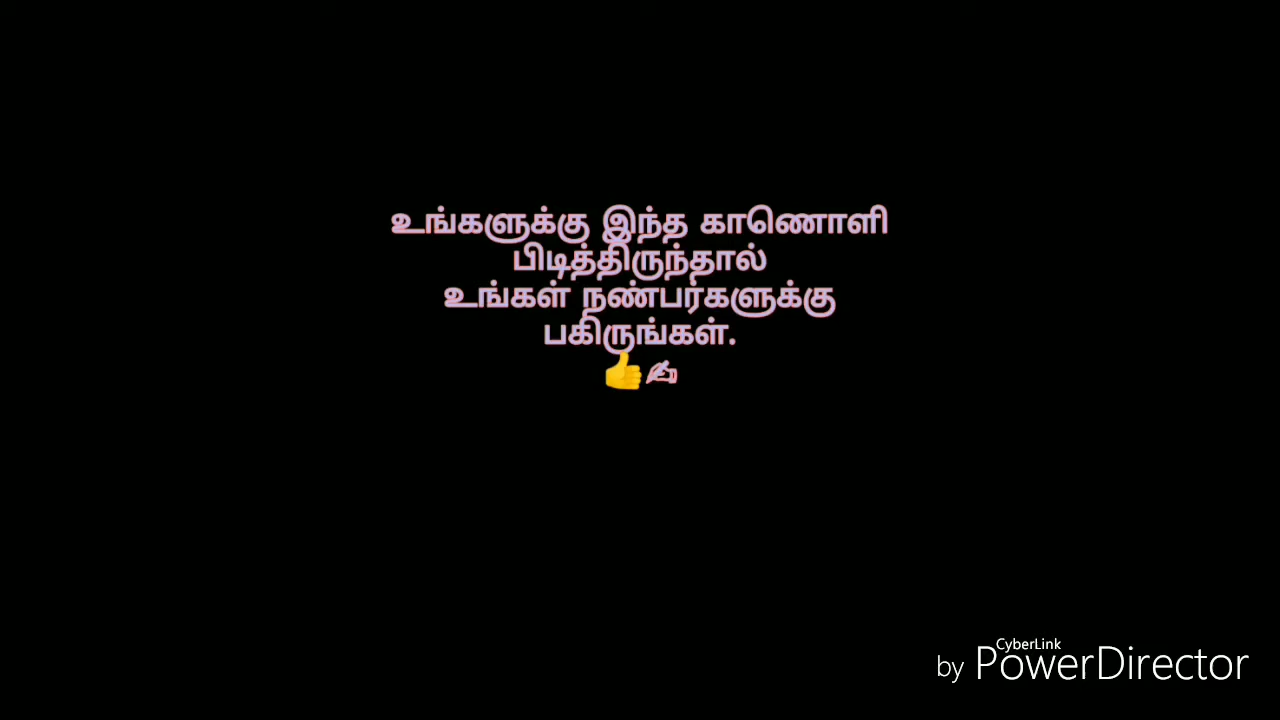 உங்களுக்கு இந்த காணொளி
பிடித்திருந்தால்
உங்கள் நண்பர்களுக்கு
பகிருங்கள்.
👍✍
CyberLink
by PowerDirector